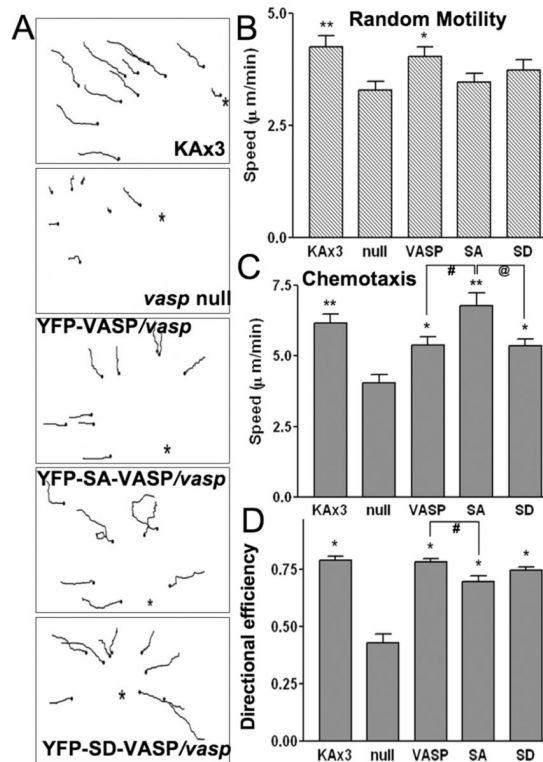 A
*
KAx3
*
vasp null
YFP-VASP/vasp
*
YFP-SA-VASP/vasp
*
*
YFP-SD-VASP/vasp
B
Random Motility
Speed (μ m/min)
5.0
2.5
0.0
**
*
KAx3 null VASP SA SD
C
Chemotaxis
Speed (μ m/min)
7.5
5.0
2.5
0.0
# @
** * ** *
KAx3 null VASP SA SD
D
Directional efficiency
0.75
0.50
0.25
0.00
#
* * * *
KAx3 null VASP SA SD